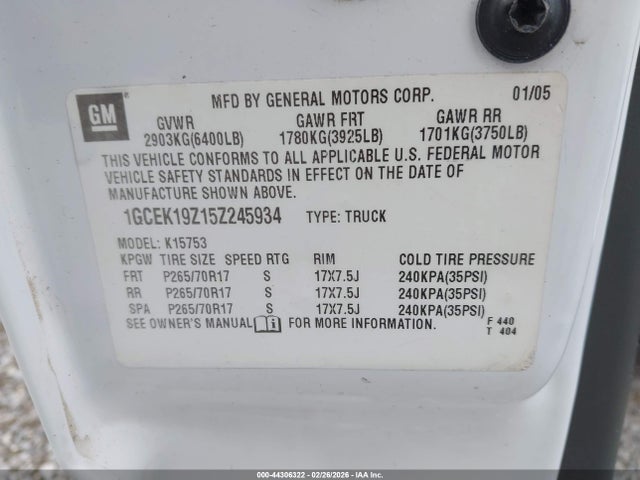 GM
MFD BY GENERAL MOTORS CORP. 01/05
GVWR GAWR FRT GAWR RR
2903KG(6400LB) 1780KG(3925LB) 1701KG(3750LB)
THIS VEHICLE CONFORMS TO ALL APPLICABLE U.S. FEDERAL MOTOR
VEHICLE SAFETY STANDARDS IN EFFECT ON THE DATE OF
MANUFACTURE SHOWN ABOVE.
1GCEK19Z15Z245934 TYPE: TRUCK
MODEL: K15753
KPGW TIRE SIZE SPEED RTG RIM COLD TIRE PRESSURE
FRT P265/70R17 S 17X7.5J 240KPA(35PSI)
RR P265/70R17 S 17X7.5J 240KPA(35PSI)
SPA P265/70R17 S 17X7.5J 240KPA(35PSI)
SEE OWNER'S MANUAL FOR MORE INFORMATION. F 440
T 404
000-44306322 - 02/26/2026 - IAA Inc.